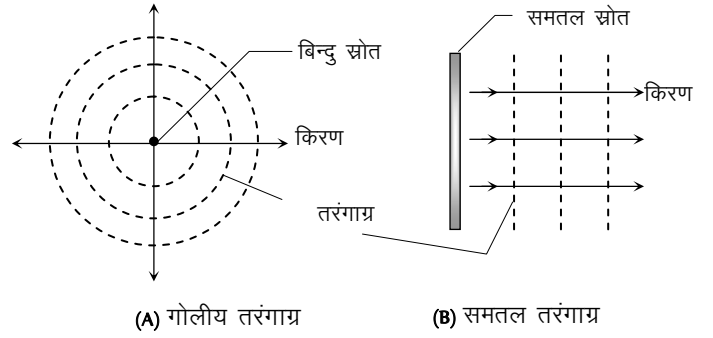 समतल स्रोत
बिन्दु स्रोत
किरण
किरण
तरंगाग्र
(A) गोलीय तरंगाग्र
(B) समतल तरंगाग्र